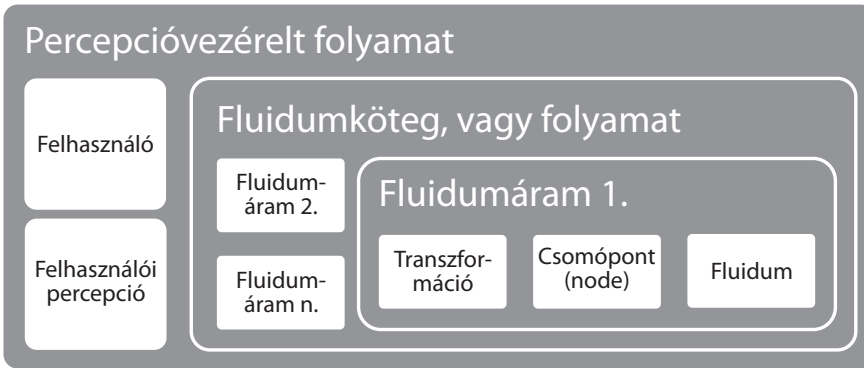 Percepcióvezérelt folyamat
Felhasználó
Felhasználói
percepció
Fluidumköteg, vagy folyamat
Fluidum-
áram 2.
Fluidum-
áram n.
Fluidumáram 1.
Transzfor-
máció
Csomópont
(node)
Fluidum